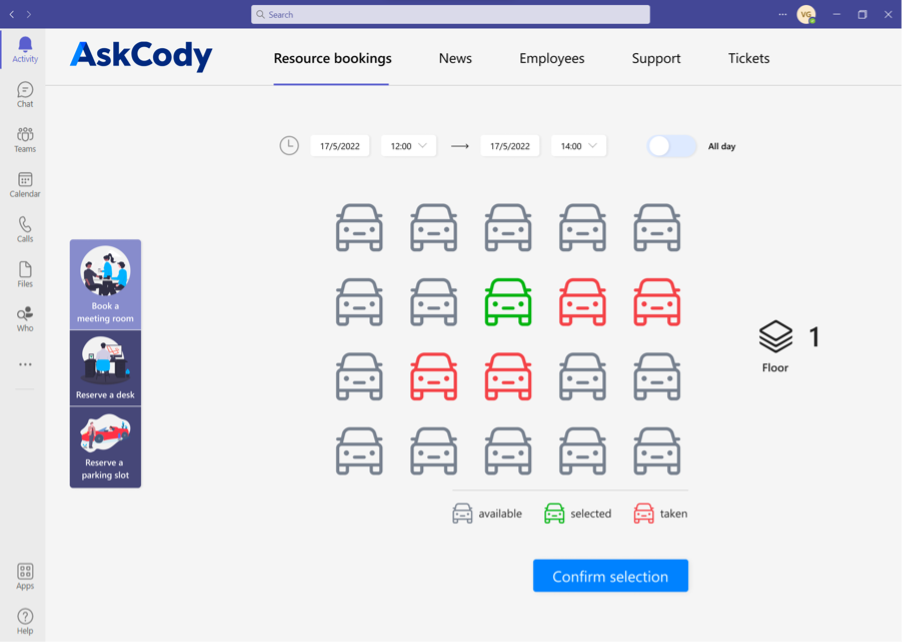 Search
VG
Activity
Chat
Teams
Calendar
Calls
Files
Who
Apps
Help
AskCody
Resource bookings
News
Employees
Support
Tickets
17/5/2022
12:00
17/5/2022
14:00
All day
Book a
meeting room
Reserve a desk
Reserve a
parking slot
1
Floor
available
selected
taken
Confirm selection